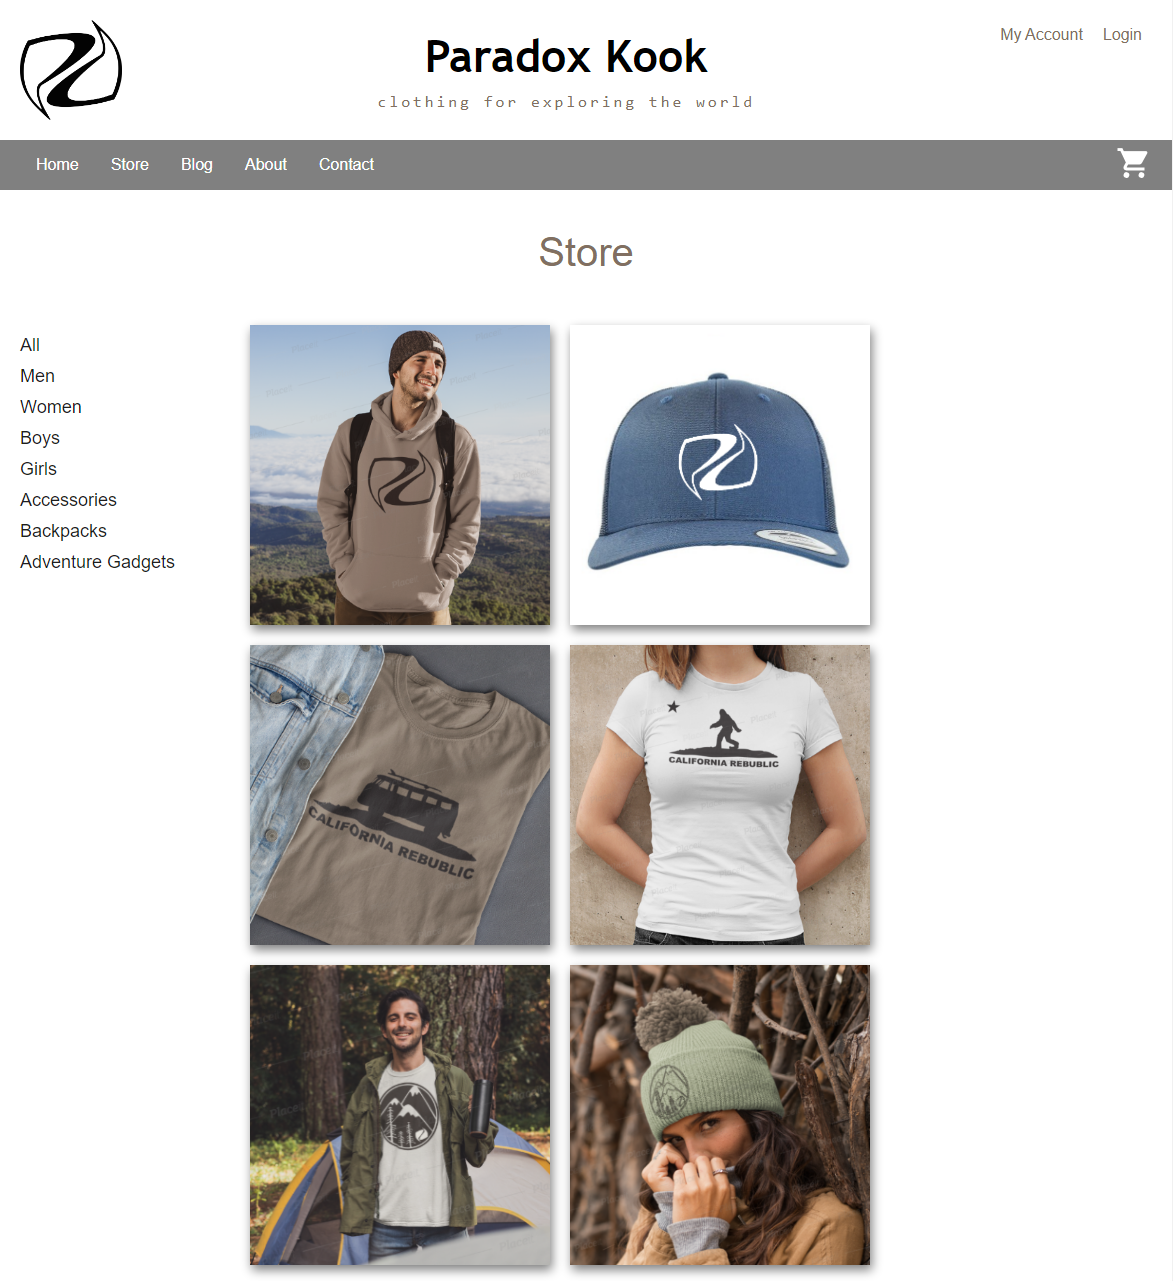 Paradox Kook
clothing for exploring the world
My Account Login
Home Store Blog About Contact
Store
All
Men
Women
Boys
Girls
Accessories
Backpacks
Adventure Gadgets
CALIFORNIA REBUBLIC
CALIFORNIA REBUBLIC